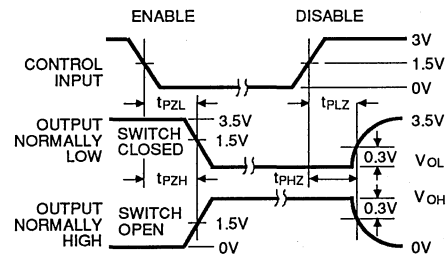 ENABLE DISABLE
3V
CONTROL INPUT 1.5V
0V
tPZL tPLZ
OUTPUT NORMALLY LOW
SWITCH CLOSED
3.5V 3.5V
1.5V
0.3V VOL
tPZH tPHZ
VOH
0.3V
OUTPUT NORMALLY HIGH
SWITCH OPEN
1.5V
0V 0V